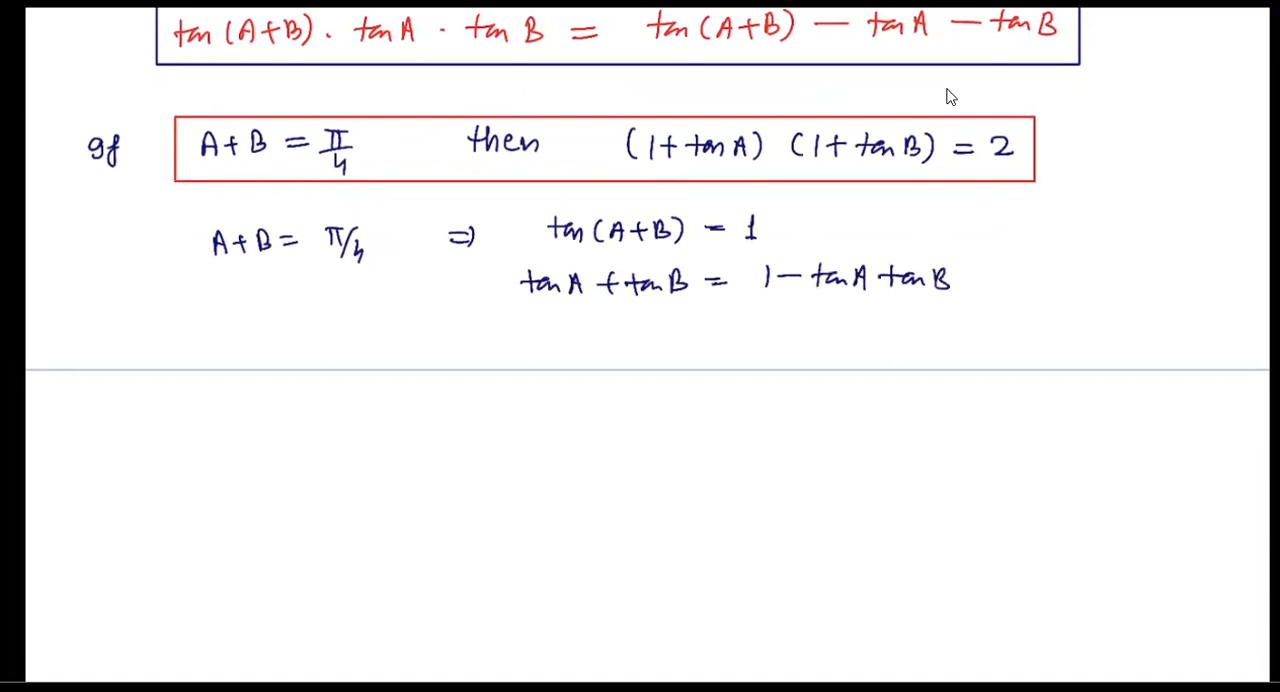 tan (A+B) . tan A . tan B = tan (A+B) — tan A — tan B
If A+B = π/4 then (1+ tan A) (1+ tan B) = 2
A+B = π/4 ⇒ tan (A+B) = 1
tan A + tan B = 1 — tan A tan B